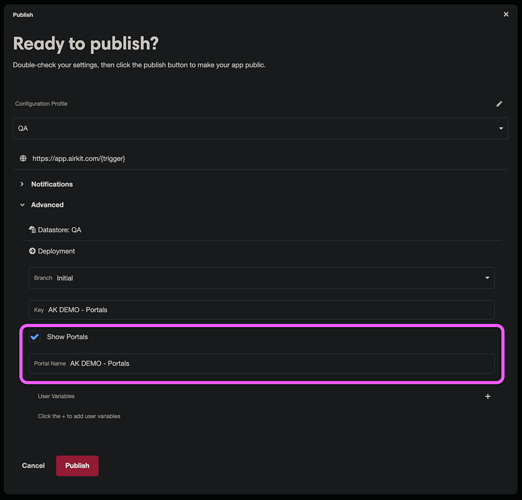 Publish
Ready to publish?
Double-check your settings, then click the publish button to make your app public.
Configuration Profile
QA
https://app.airkit.com/{trigger}
Notifications
Advanced
Datastore: QA
Deployment
Branch Initial
Key AK DEMO - Portals
Show Portals
Portal Name AK DEMO - Portals
User Variables
Click the + to add user variables
Cancel Publish